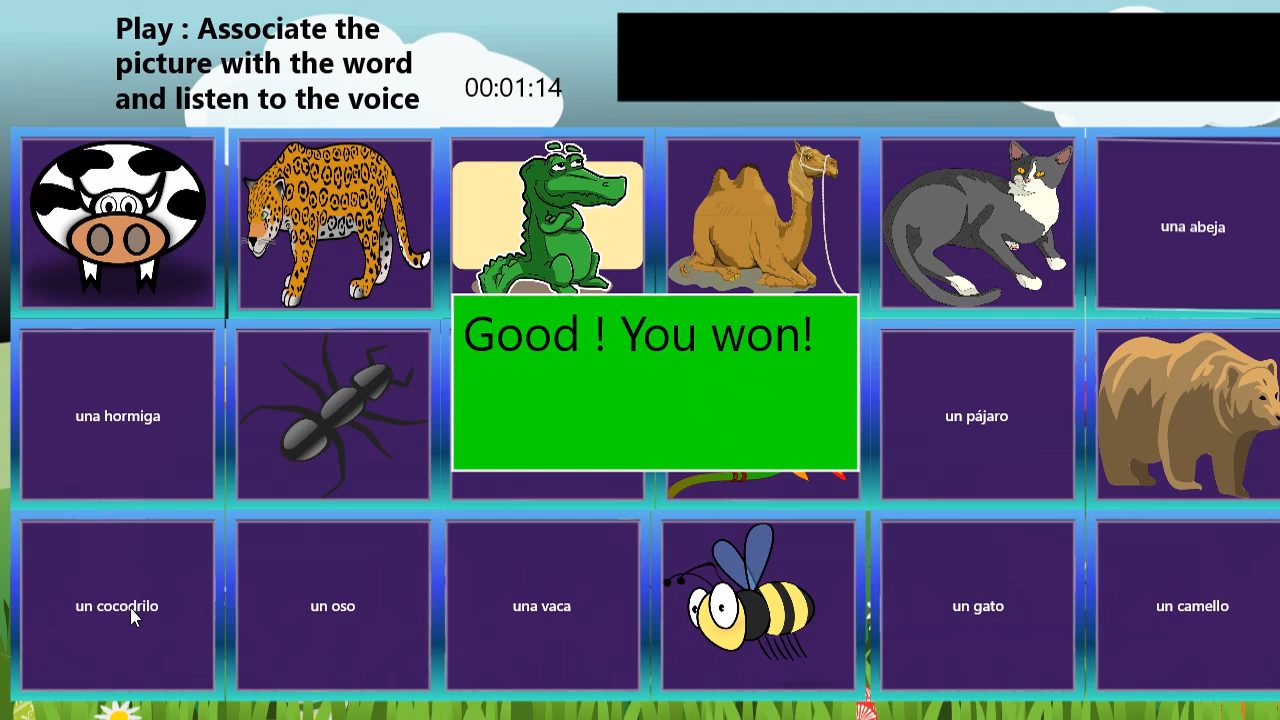 Play : Associate the
picture with the word
and listen to the voice
00:01:14
una abeja
Good ! You won!
una hormiga
un pájaro
un cocodrilo
un oso
una vaca
un gato
un camello